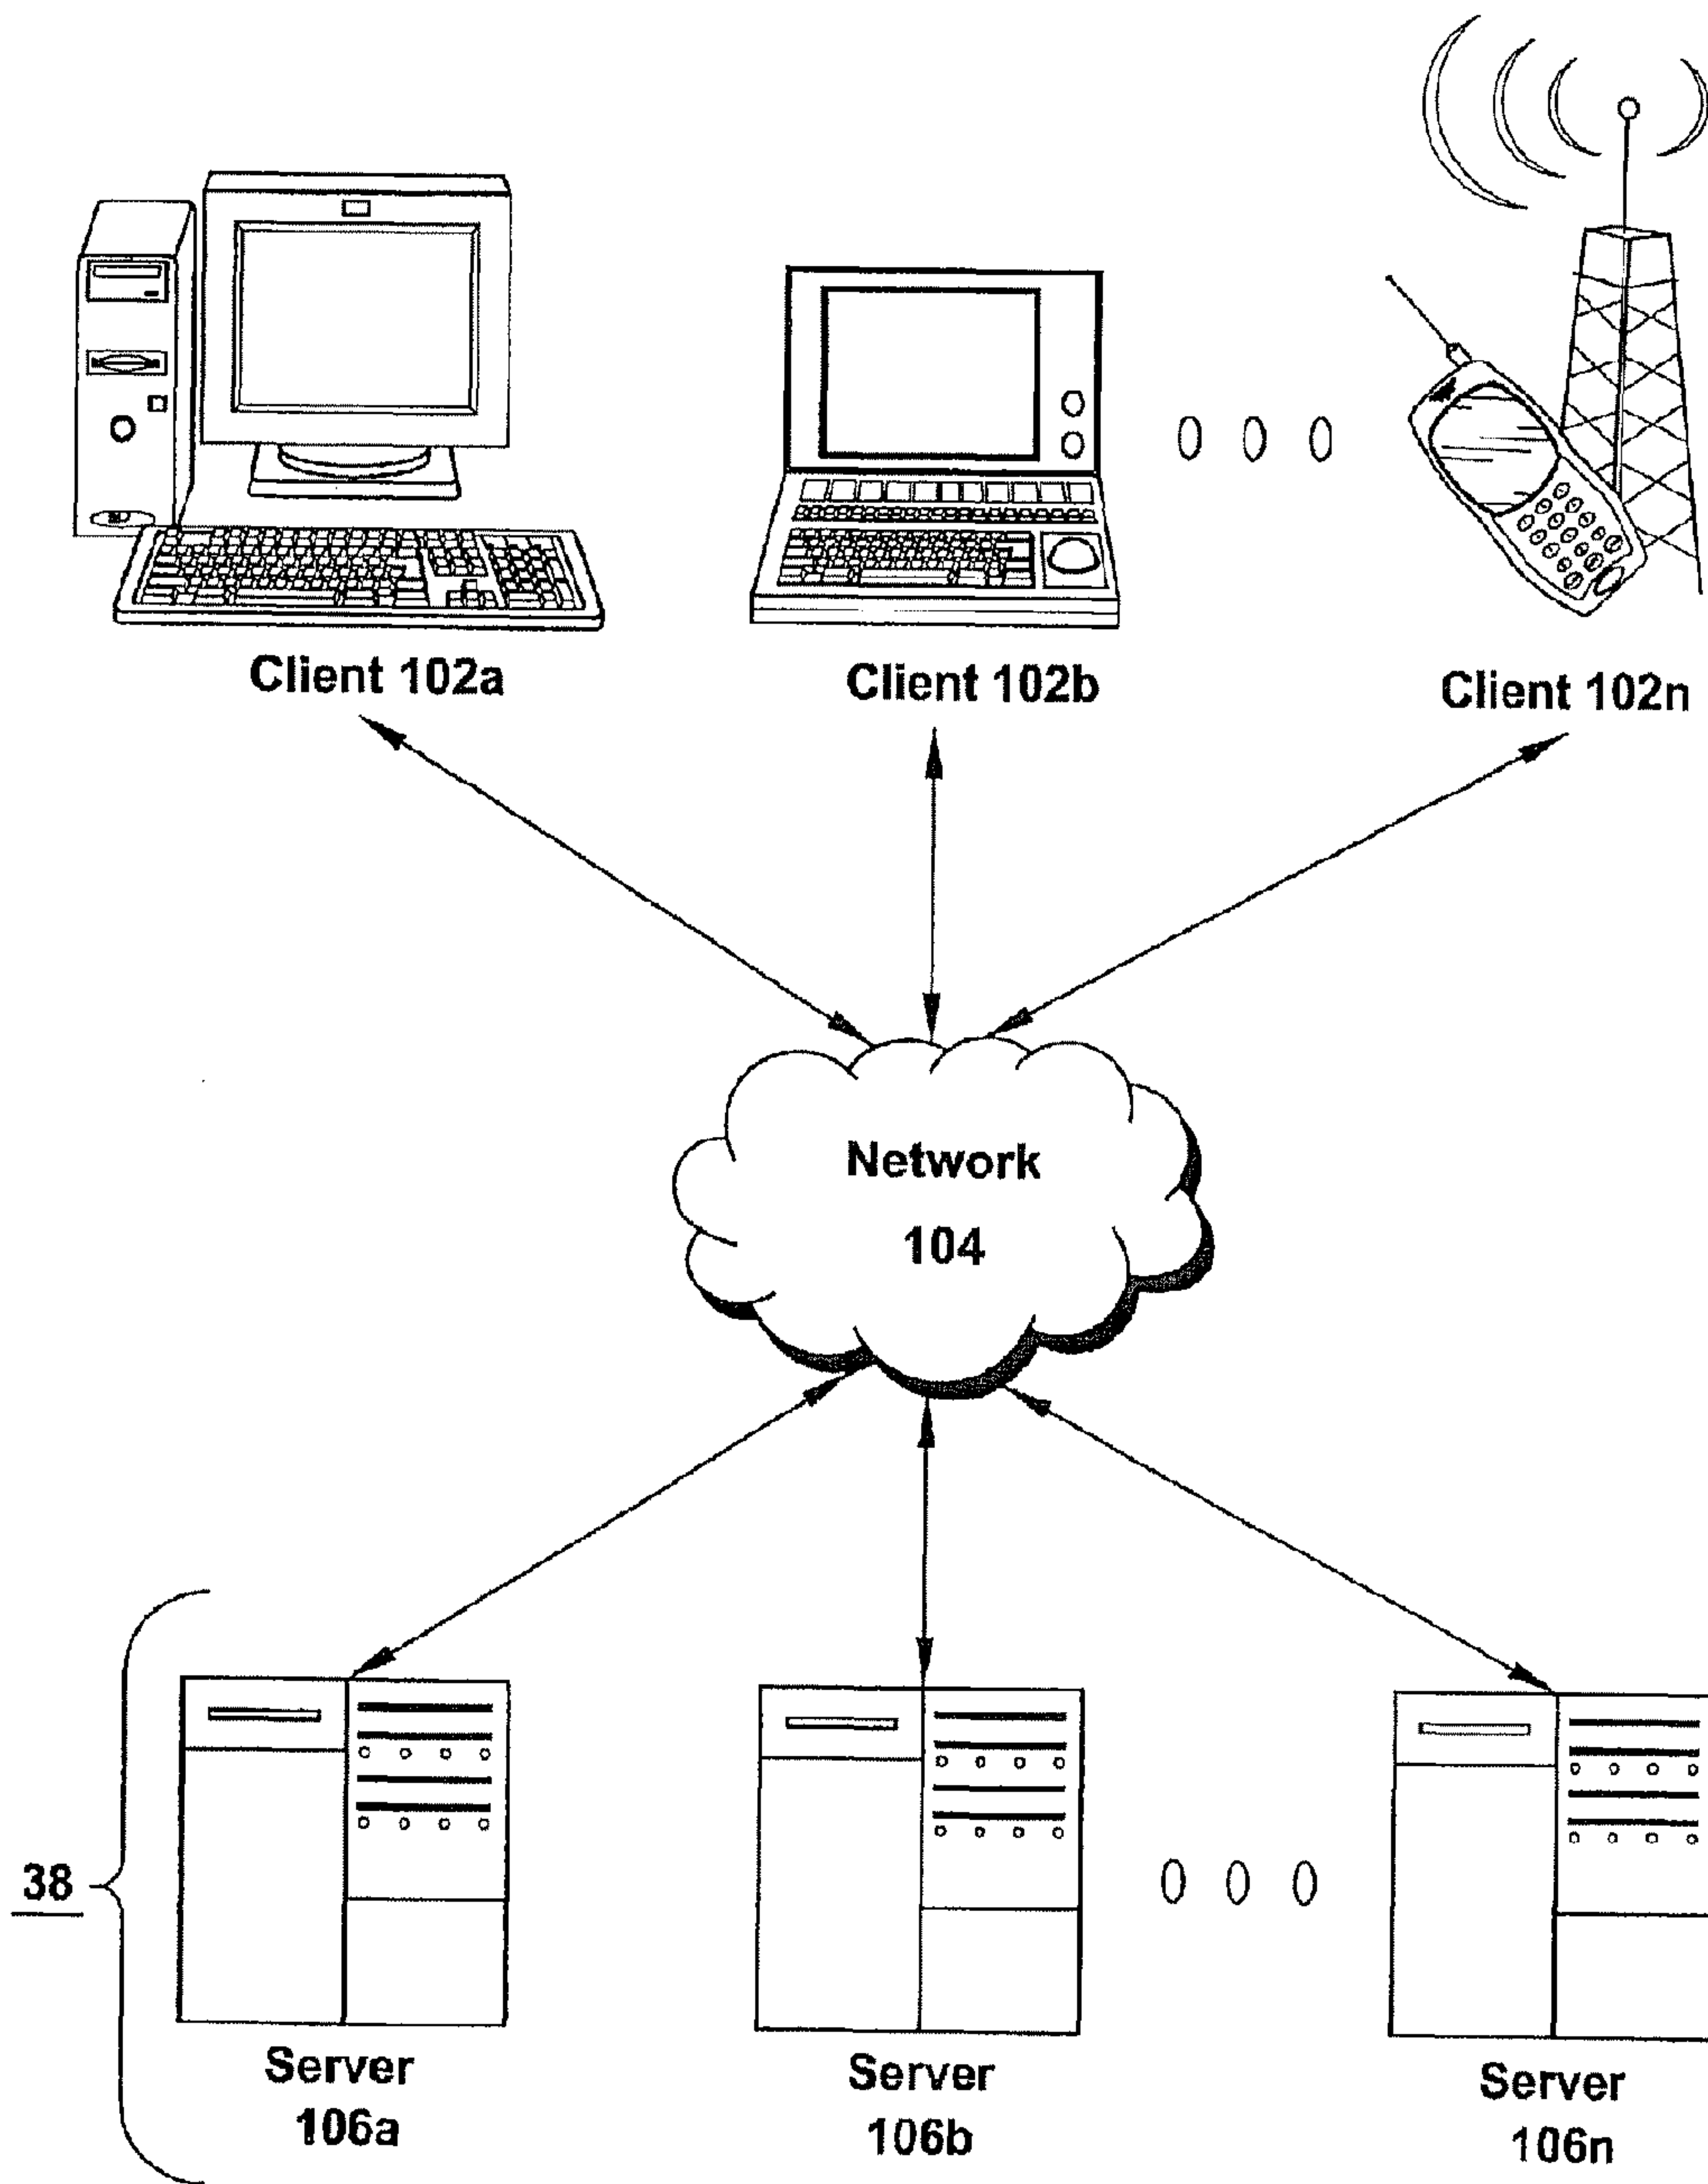 Client 102a
Client 102b
Client 102n
Network
104
38
Server
106a
Server
106b
Server
106n